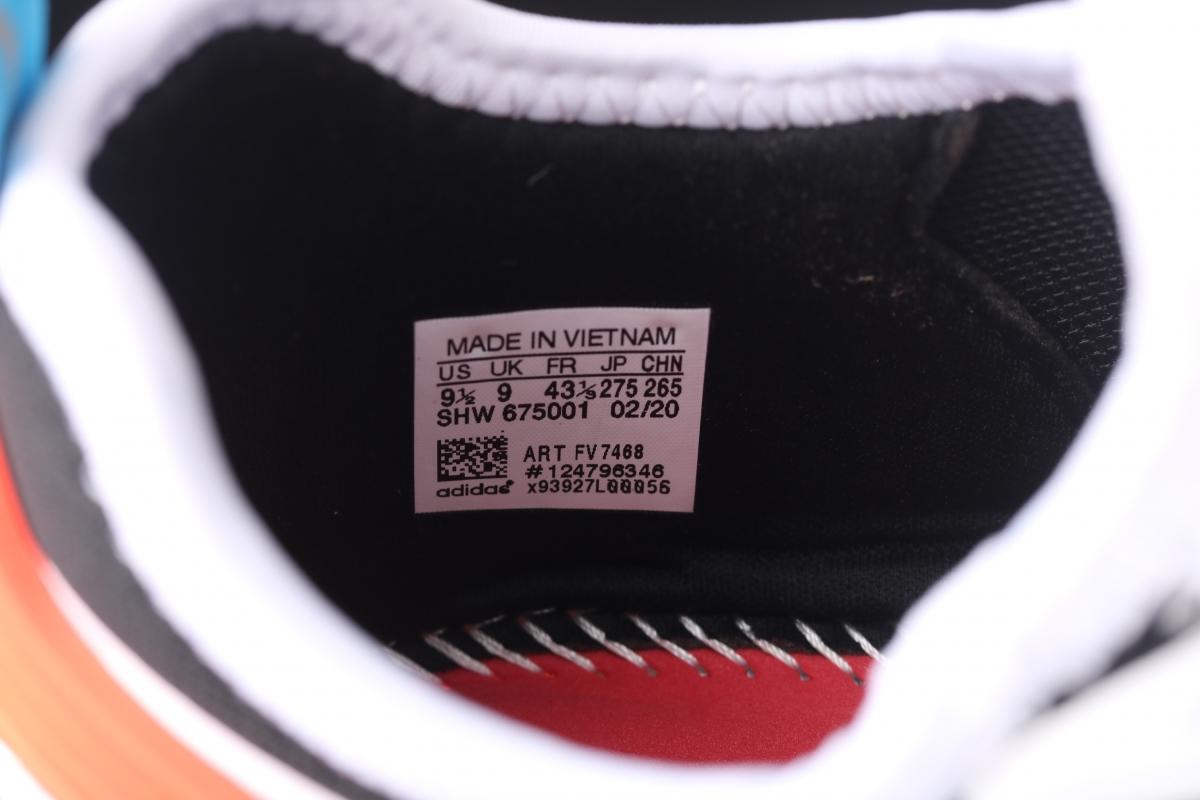 MADE IN VIETNAM
US UK FR JP CHN
9½ 9 43⅓ 275 265
SHW 675001 02/20
ART FV7468
#124796346
adidas® x93927L00056